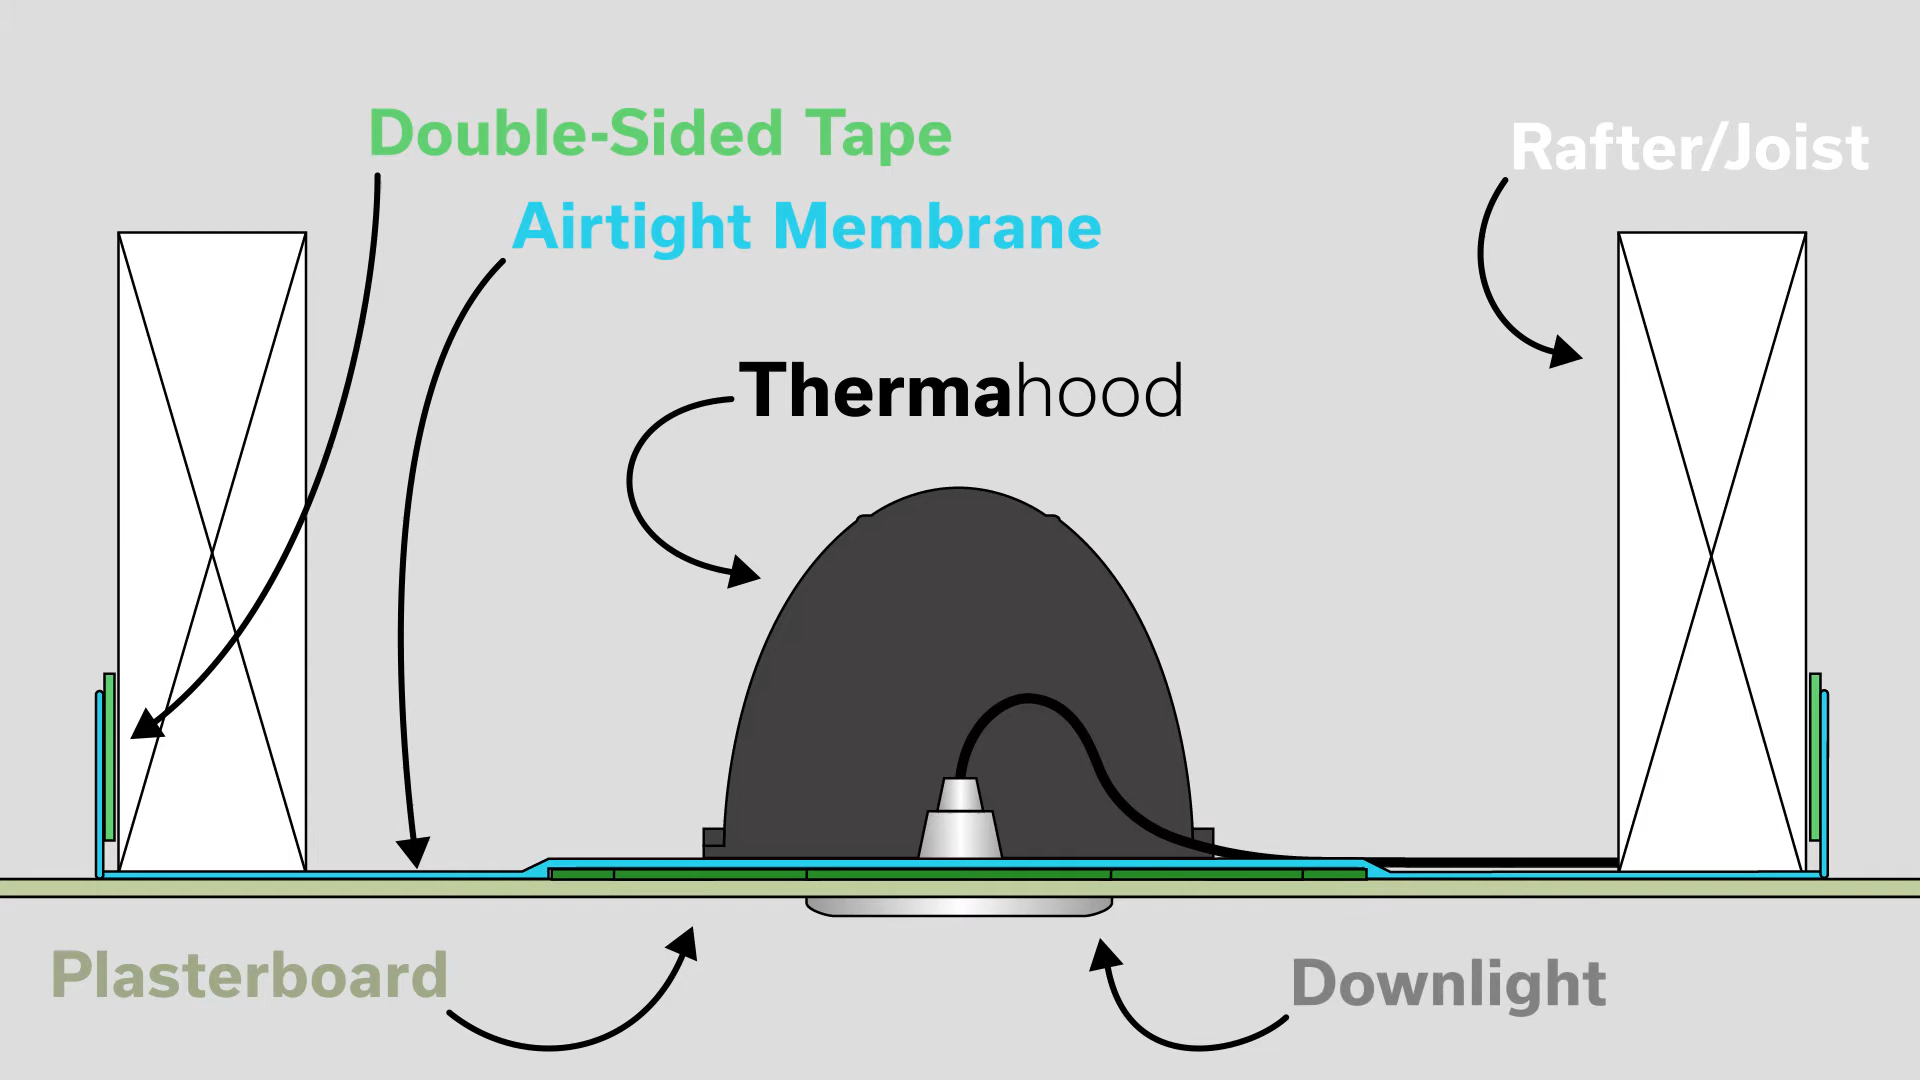 Double-Sided Tape
Rafter/Joist
Airtight Membrane
Thermahood
Plasterboard
Downlight